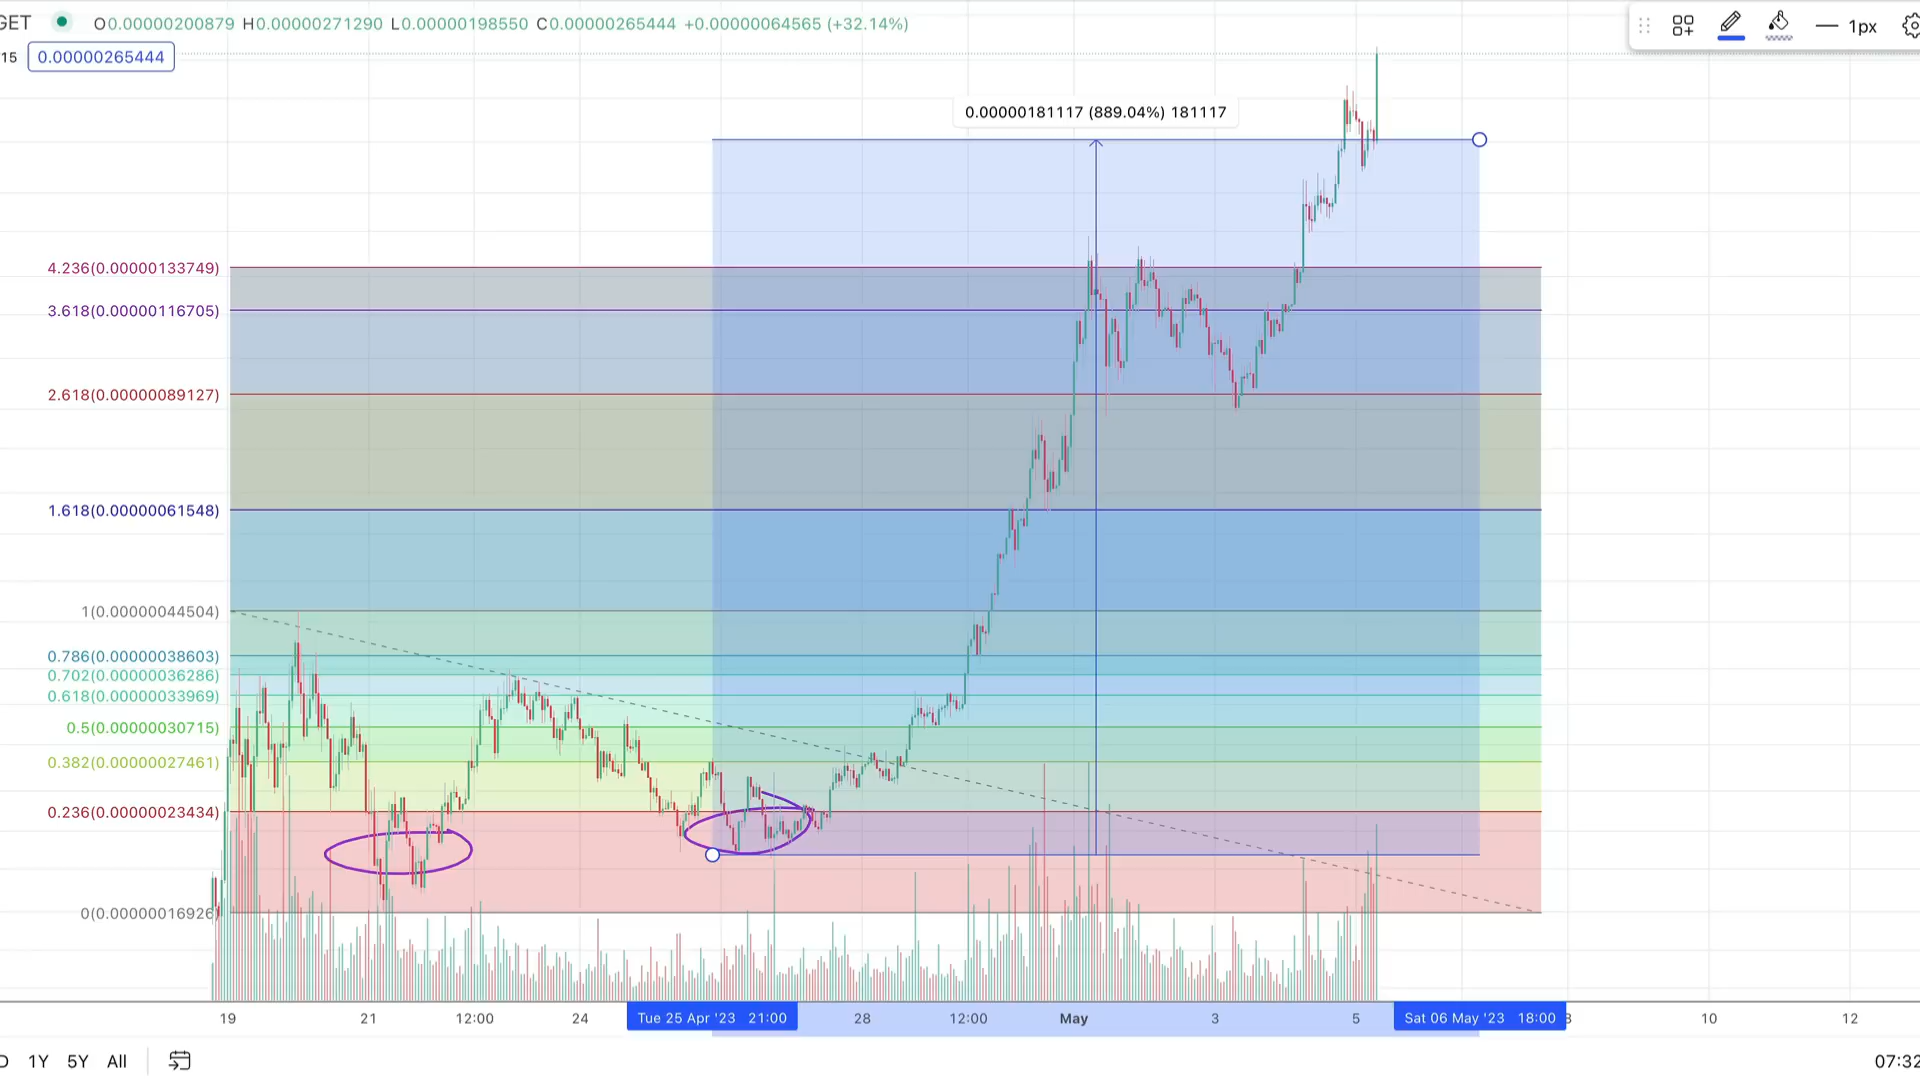 GET O0.00000200879 H0.00000271290 L0.00000198550 C0.00000265444 +0.00000064565 (+32.14%)
1px
15 0.00000265444
0.00000181117 (889.04%) 181117
4.236(0.00000133749)
3.618(0.00000116705)
2.618(0.00000089127)
1.618(0.00000061548)
1(0.00000044504)
0.786(0.00000038603)
0.702(0.00000036286)
0.618(0.00000033969)
0.5(0.00000030715)
0.382(0.00000027461)
0.236(0.00000023434)
0(0.00000016926)
19 21 12:00 24 Tue 25 Apr '23 21:00 28 12:00 May 3 5 Sat 06 May '23 18:00 10 12
1Y 5Y All
07:32